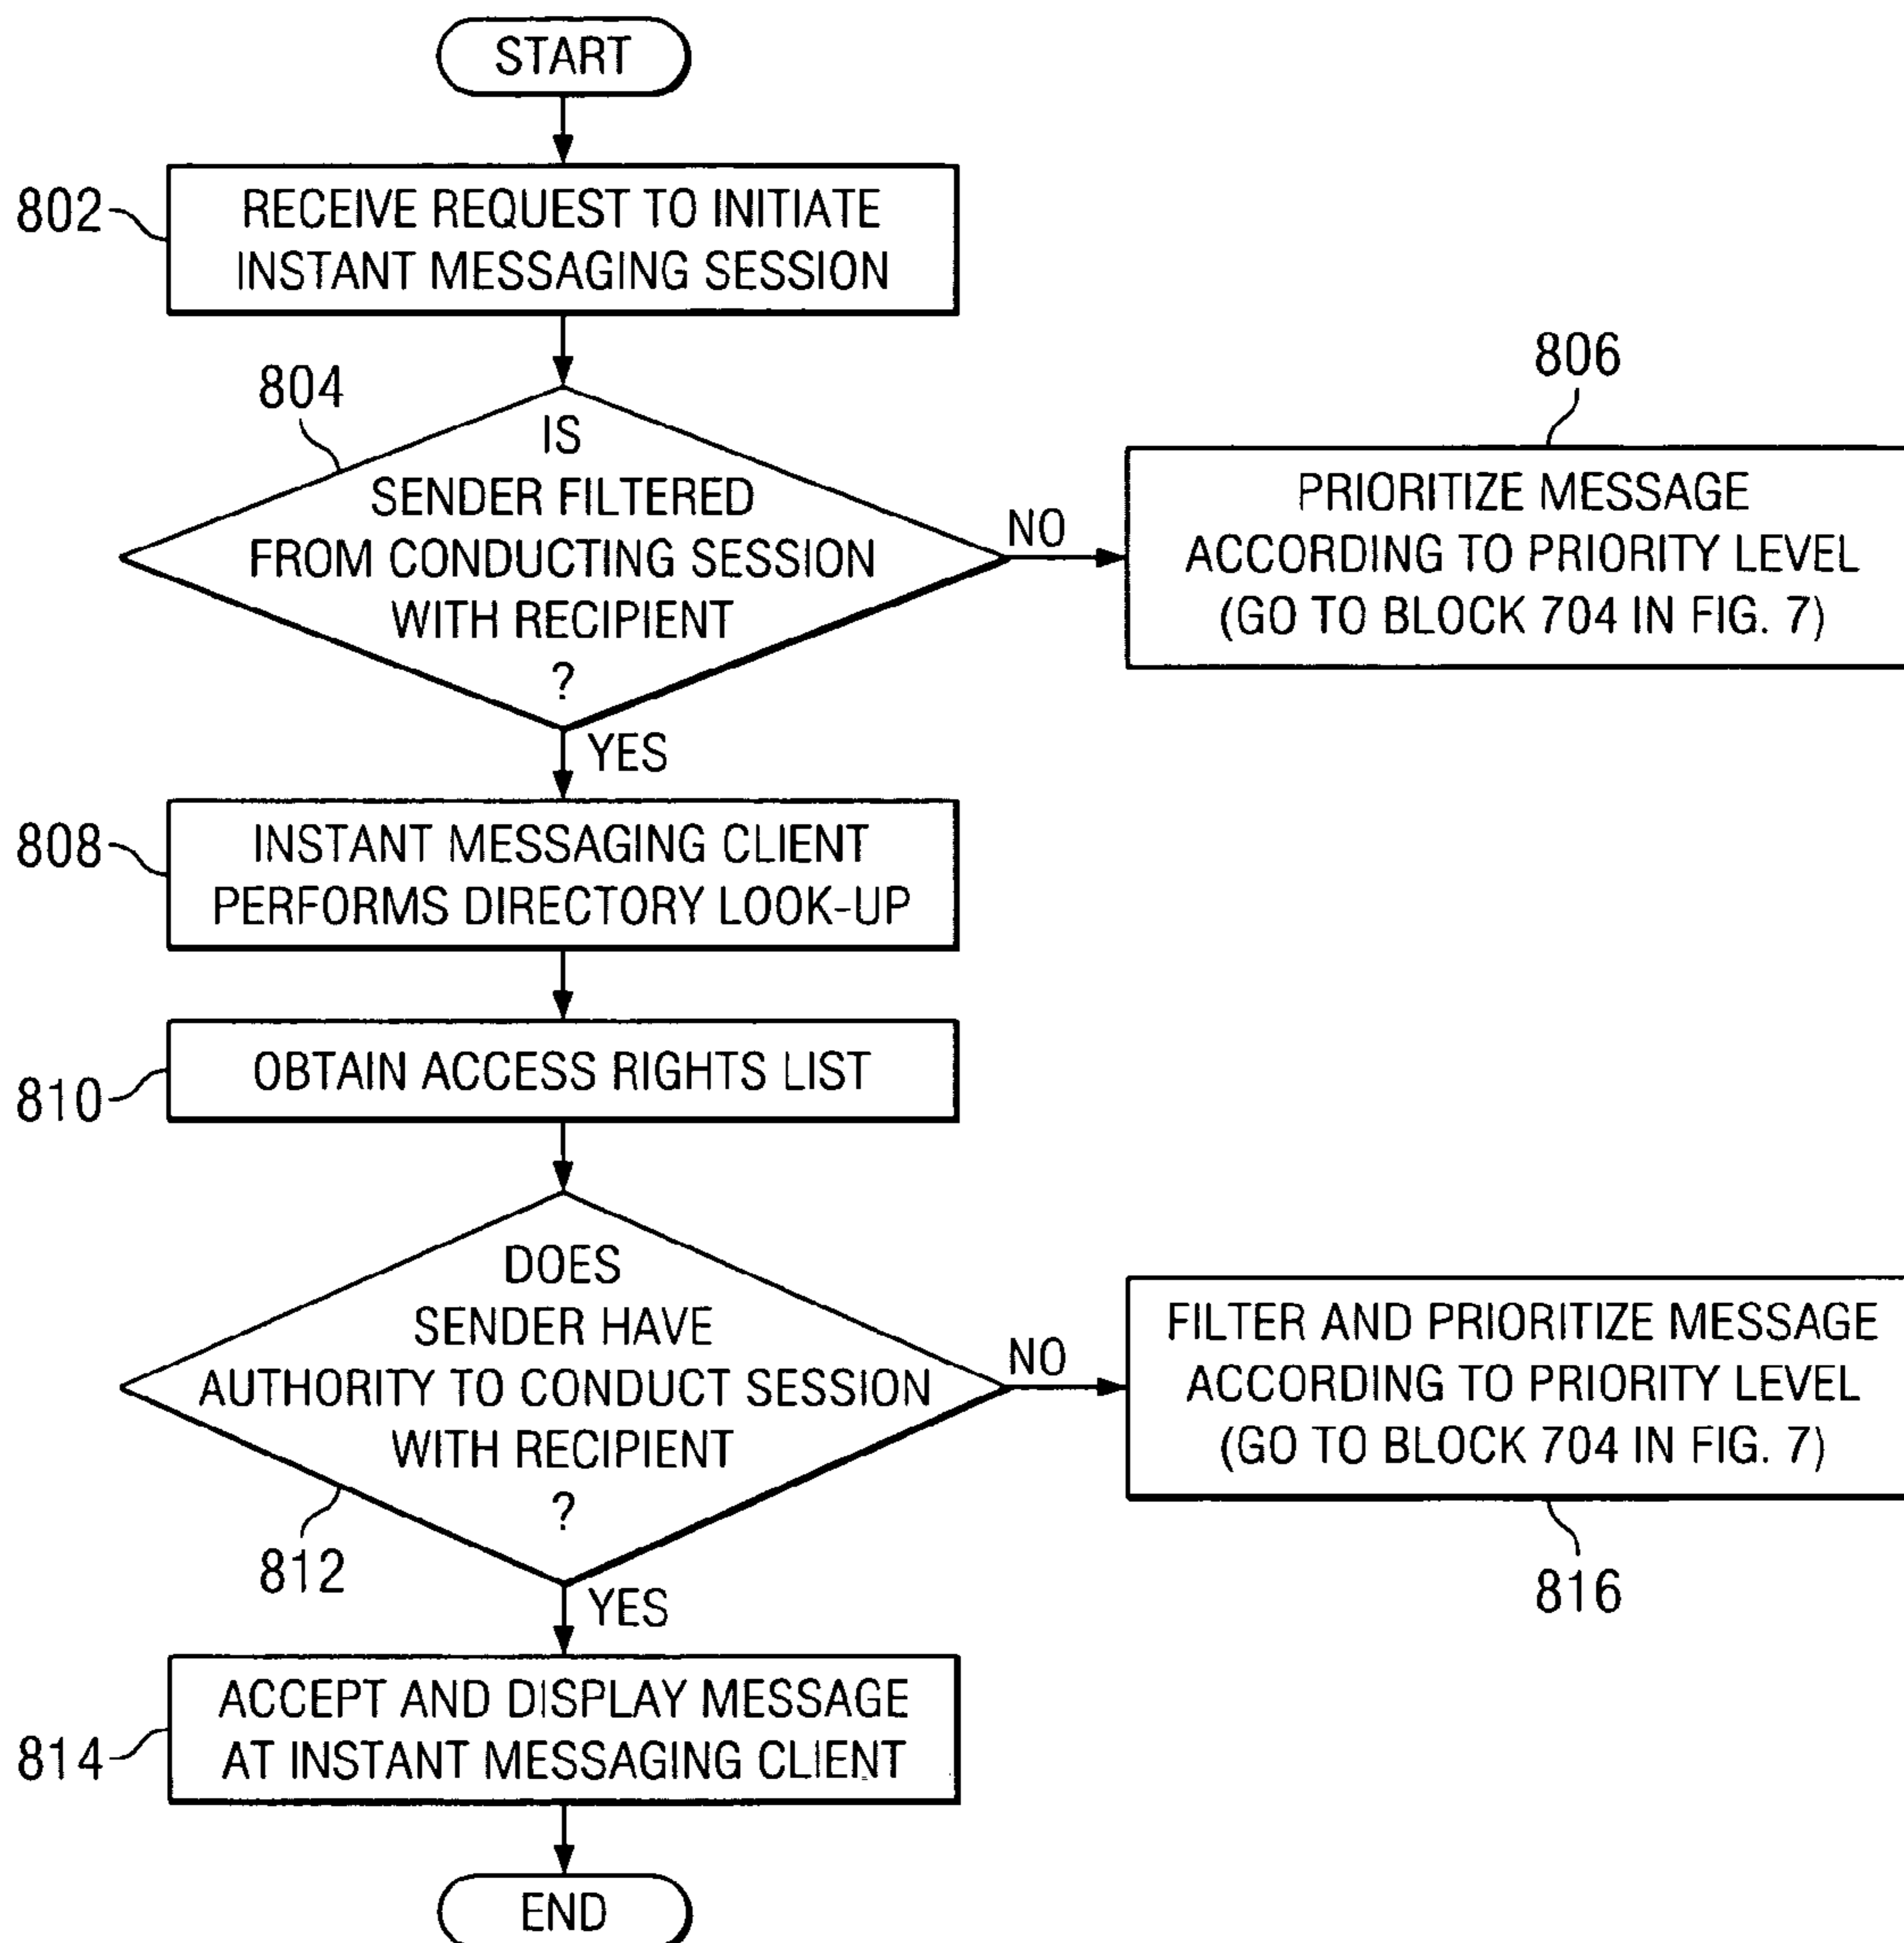 START
802
RECEIVE REQUEST TO INITIATE
INSTANT MESSAGING SESSION
804
IS
SENDER FILTERED
FROM CONDUCTING SESSION
WITH RECIPIENT
?
NO
806
PRIORITIZE MESSAGE
ACCORDING TO PRIORITY LEVEL
(GO TO BLOCK 704 IN FIG. 7)
YES
808
INSTANT MESSAGING CLIENT
PERFORMS DIRECTORY LOOK-UP
810
OBTAIN ACCESS RIGHTS LIST
DOES
SENDER HAVE
AUTHORITY TO CONDUCT SESSION
WITH RECIPIENT
?
812
NO
FILTER AND PRIORITIZE MESSAGE
ACCORDING TO PRIORITY LEVEL
(GO TO BLOCK 704 IN FIG. 7)
816
YES
814
ACCEPT AND DISPLAY MESSAGE
AT INSTANT MESSAGING CLIENT
END